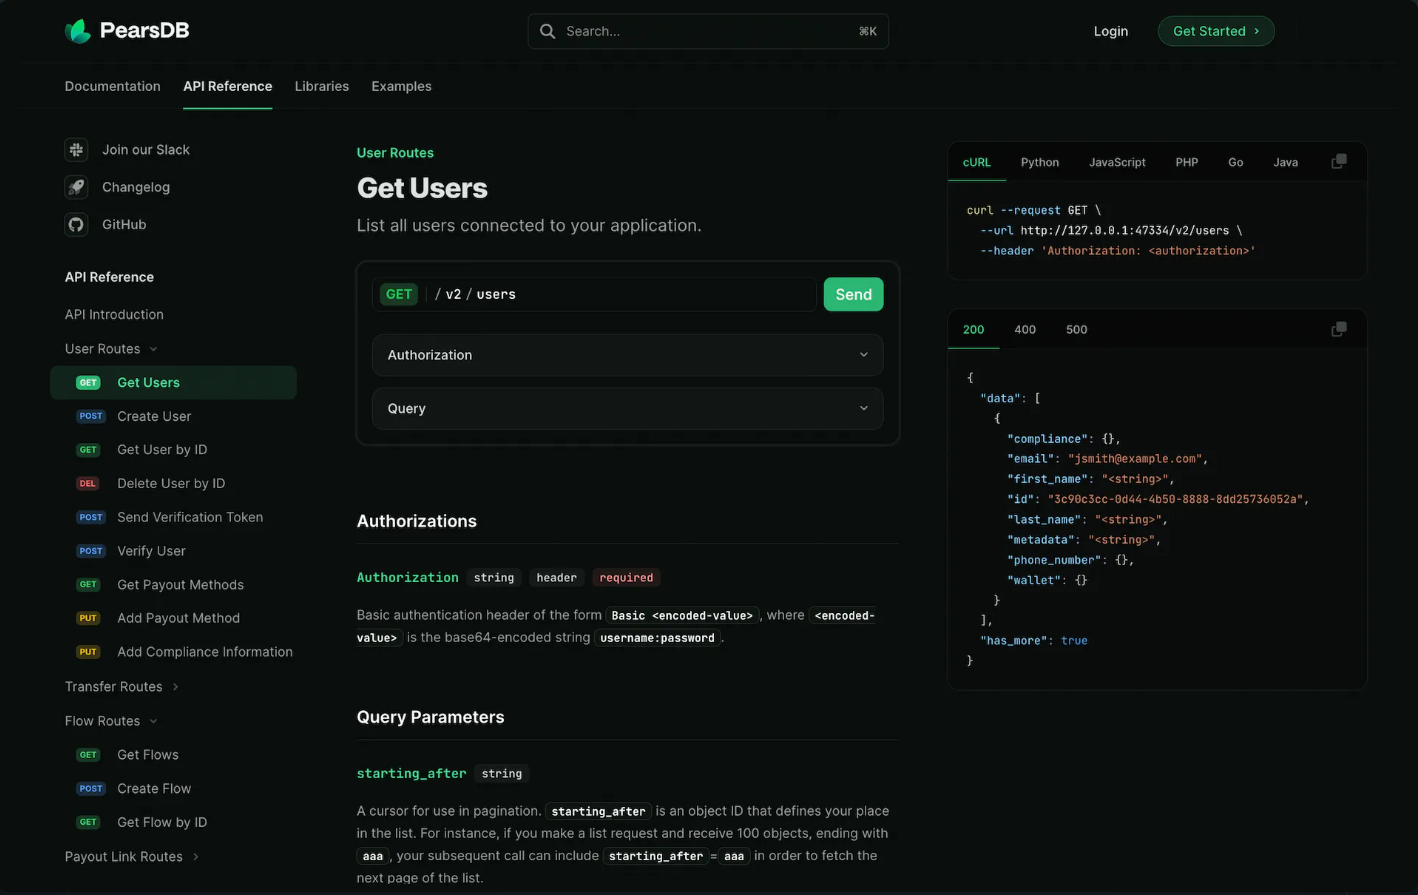 PearsDB
Search...
⌘K
Login
Get Started ›
Documentation
API Reference
Libraries
Examples
Join our Slack
Changelog
GitHub
API Reference
API Introduction
User Routes
GET Get Users
POST Create User
GET Get User by ID
DEL Delete User by ID
POST Send Verification Token
POST Verify User
GET Get Payout Methods
PUT Add Payout Method
PUT Add Compliance Information
Transfer Routes
Flow Routes
GET Get Flows
POST Create Flow
GET Get Flow by ID
Payout Link Routes
User Routes
Get Users
List all users connected to your application.
GET / v2 / users
Send
Authorization
Query
Authorizations
Authorization string header required
Basic authentication header of the form Basic <encoded-value>, where <encoded-
value> is the base64-encoded string username:password.
Query Parameters
starting_after string
A cursor for use in pagination. starting_after is an object ID that defines your place
in the list. For instance, if you make a list request and receive 100 objects, ending with
aaa, your subsequent call can include starting_after=aaa in order to fetch the
next page of the list.
cURL Python JavaScript PHP Go Java
curl --request GET \
--url http://127.0.0.1:47334/v2/users \
--header 'Authorization: <authorization>'
200 400 500
{
"data": [
{
"compliance": {},
"email": "jsmith@example.com",
"first_name": "<string>",
"id": "3c90c3cc-0d44-4b50-8888-8dd25736052a",
"last_name": "<string>",
"metadata": "<string>",
"phone_number": {},
"wallet": {}
}
],
"has_more": true
}